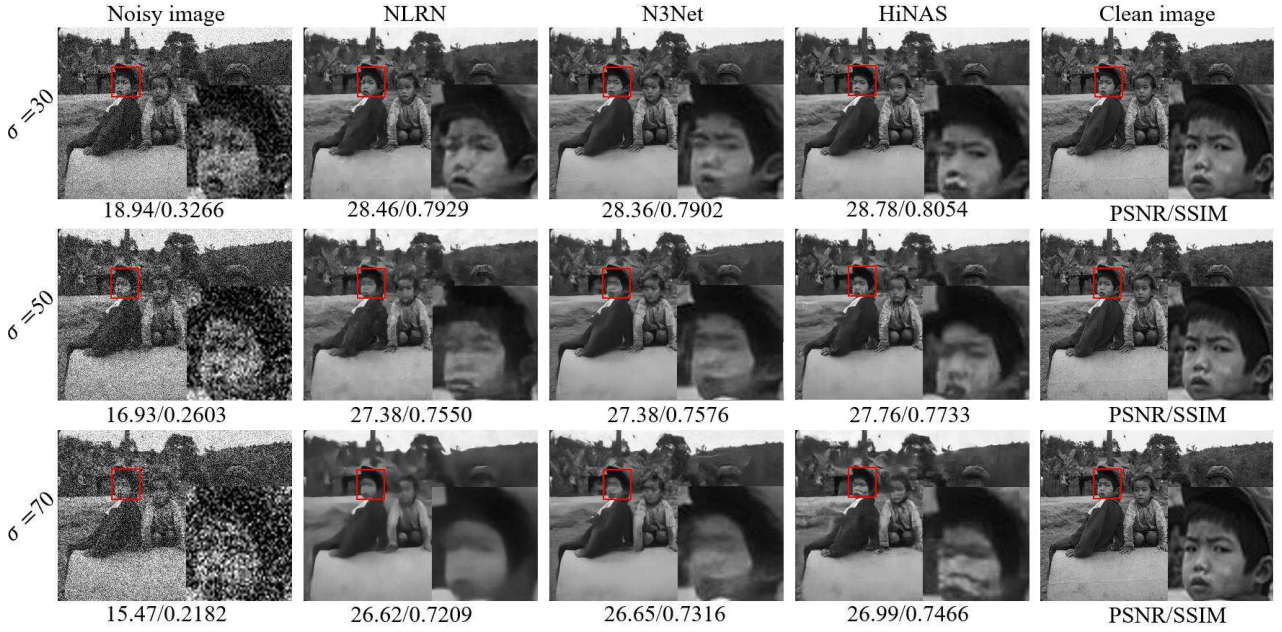 Noisy image NLRN N3Net HiNAS Clean image
σ =30
18.94/0.3266 28.46/0.7929 28.36/0.7902 28.78/0.8054 PSNR/SSIM
σ =50
16.93/0.2603 27.38/0.7550 27.38/0.7576 27.76/0.7733 PSNR/SSIM
σ =70
15.47/0.2182 26.62/0.7209 26.65/0.7316 26.99/0.7466 PSNR/SSIM